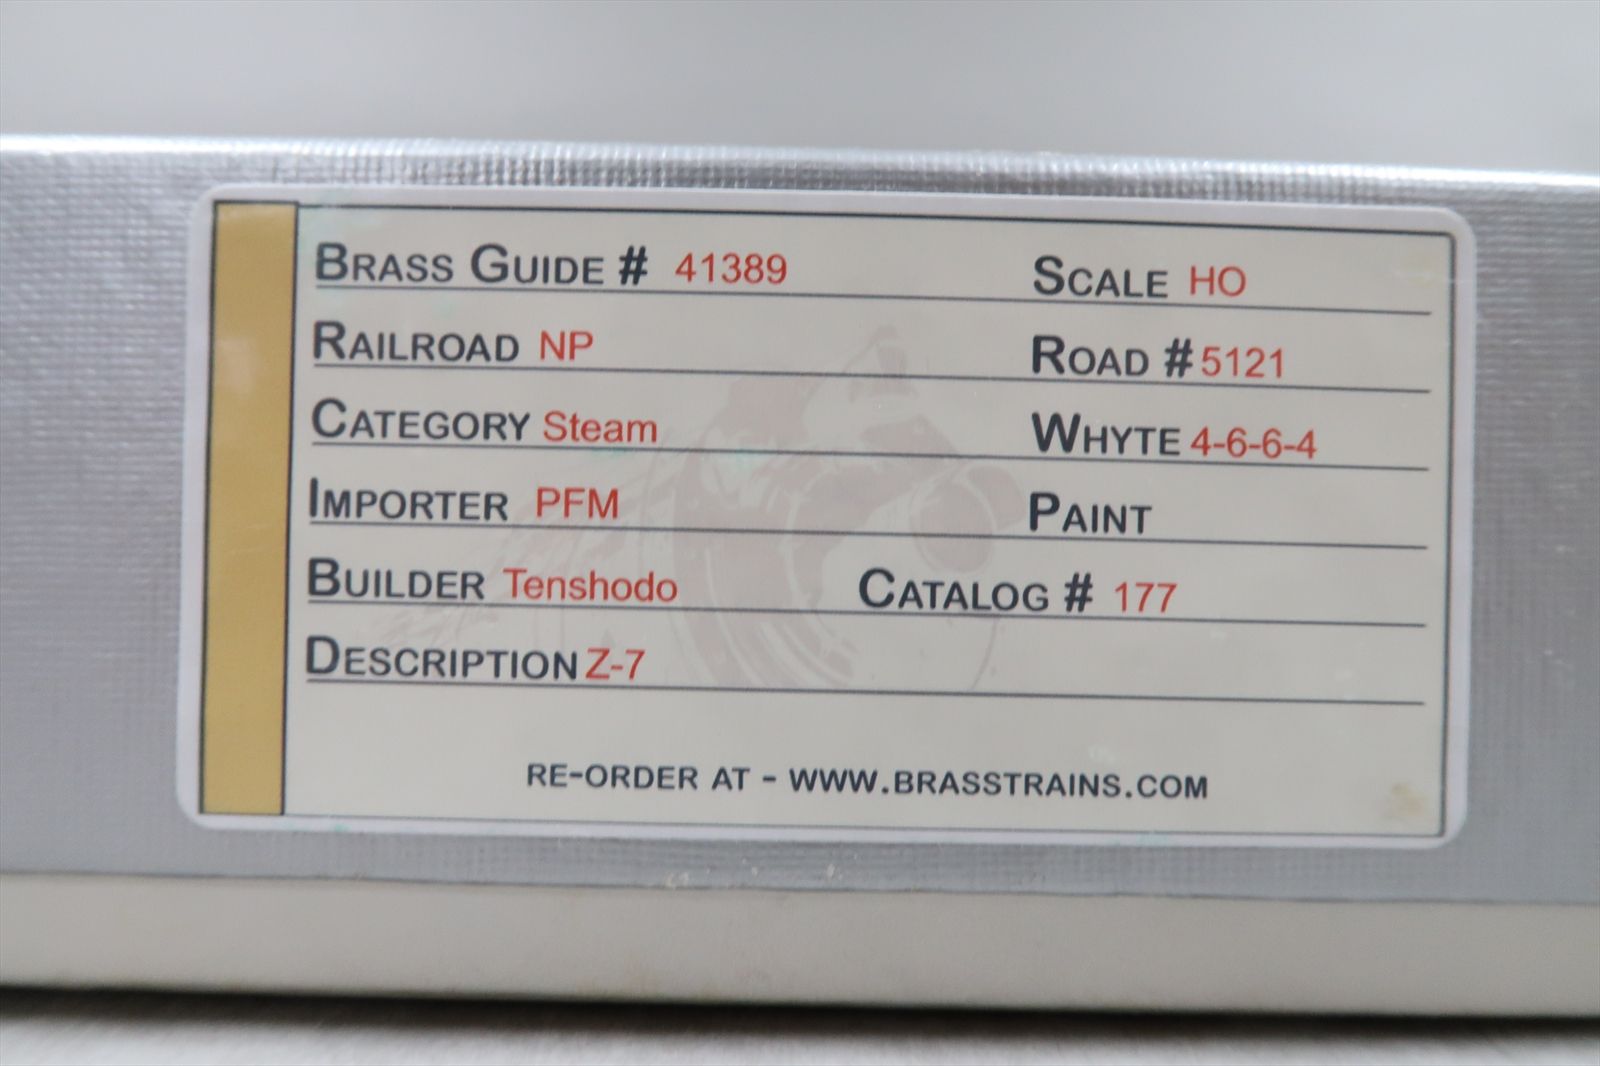 BRASS GUIDE # 41389 SCALE HO
RAILROAD NP ROAD # 5121
CATEGORY Steam WHYTE 4-6-6-4
IMPORTER PFM PAINT
BUILDER Tenshodo CATALOG # 177
DESCRIPTION Z-7
RE-ORDER AT - WWW.BRASSTRAINS.COM